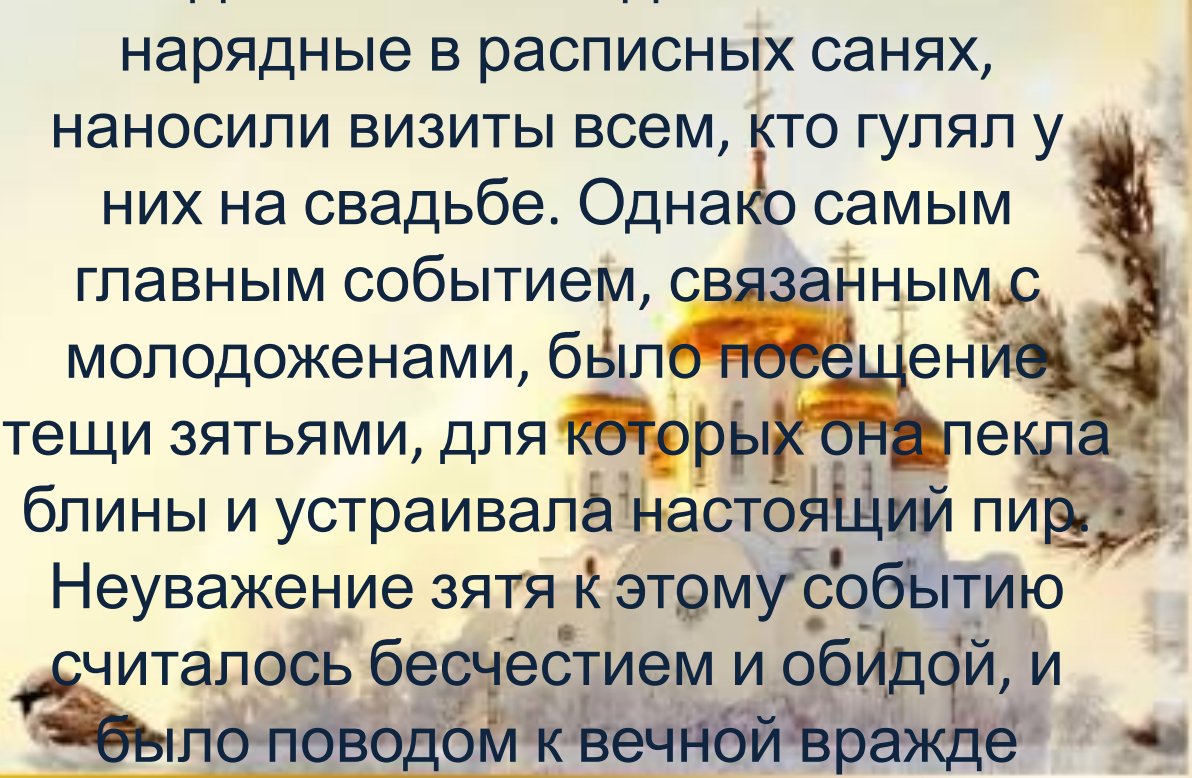 нарядные в расписных санях,
наносили визиты всем, кто гулял у
них на свадьбе. Однако самым
главным событием, связанным с
молодоженами, было посещение
тещи зятьями, для которых она пекла
блины и устраивала настоящий пир.
Неуважение зятя к этому событию
считалось бесчестием и обидой, и
было поводом к вечной вражде